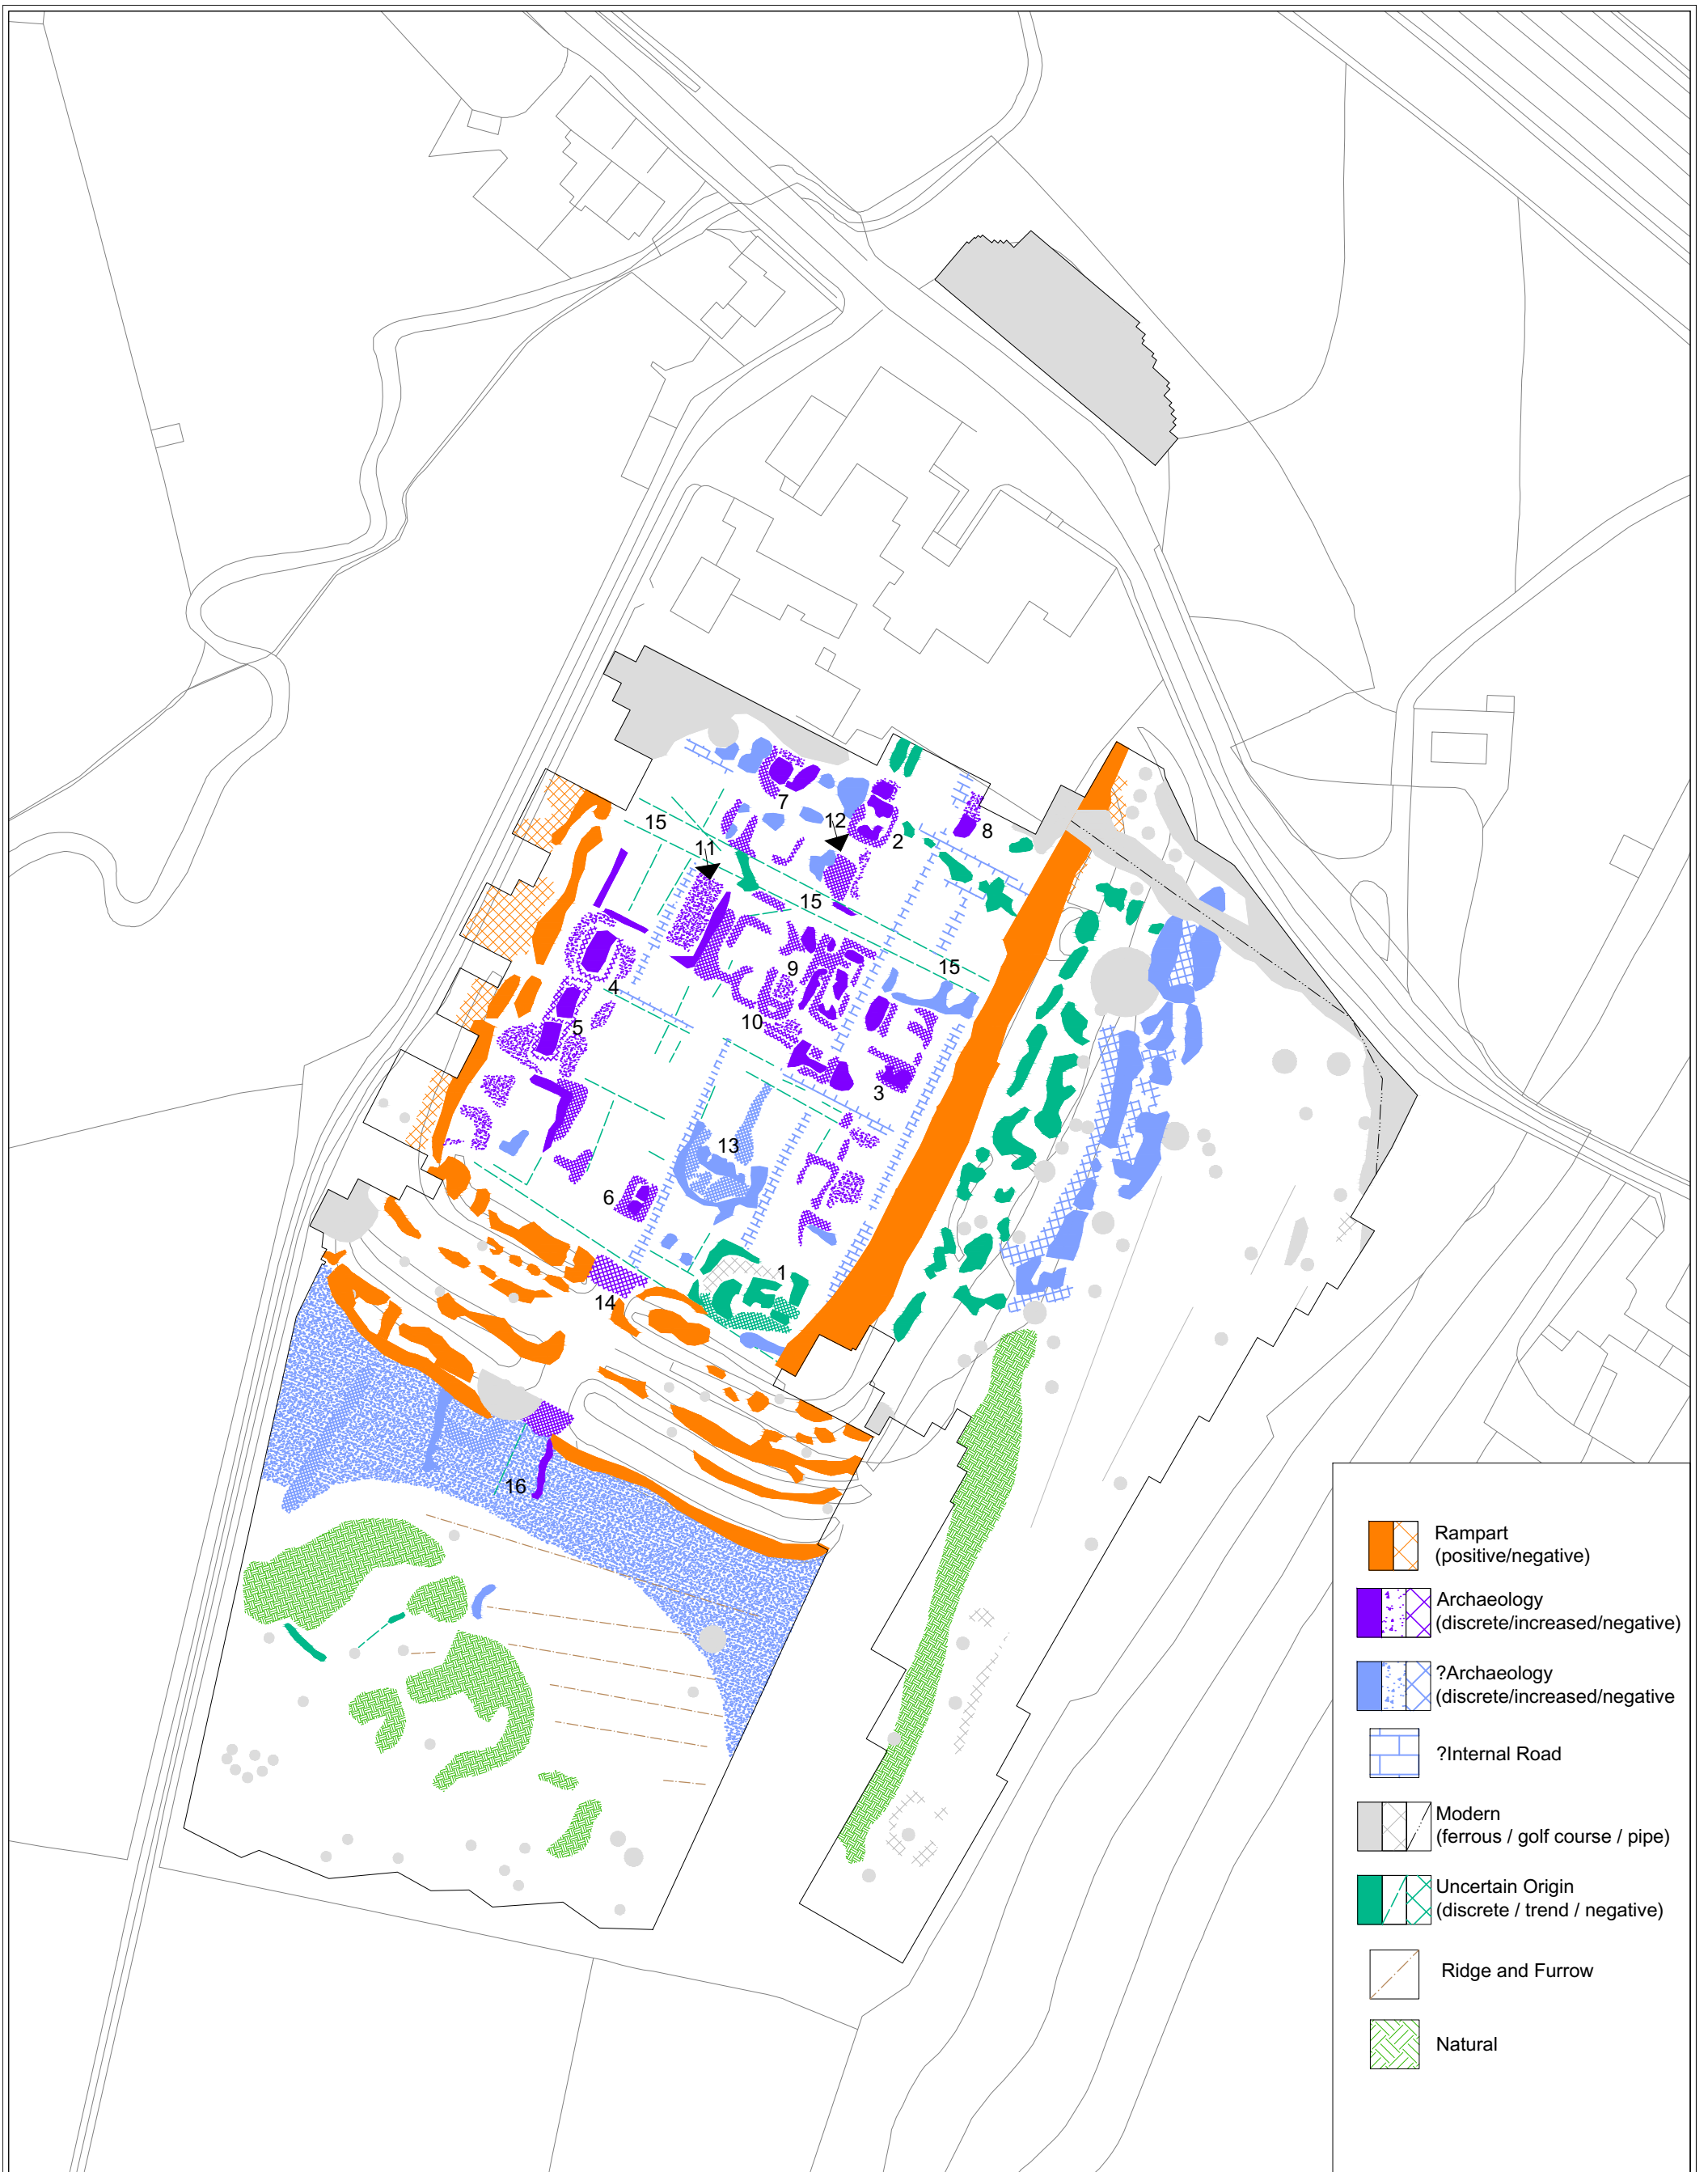 7
15
12
8
2
11
15
9
15
4
10
5
3
13
6
1
14
16
Rampart
(positive/negative)
Archaeology
(discrete/increased/negative)
?Archaeology
(discrete/increased/negative
?Internal Road
Modern
(ferrous / golf course / pipe)
Uncertain Origin
(discrete / trend / negative)
Ridge and Furrow
Natural